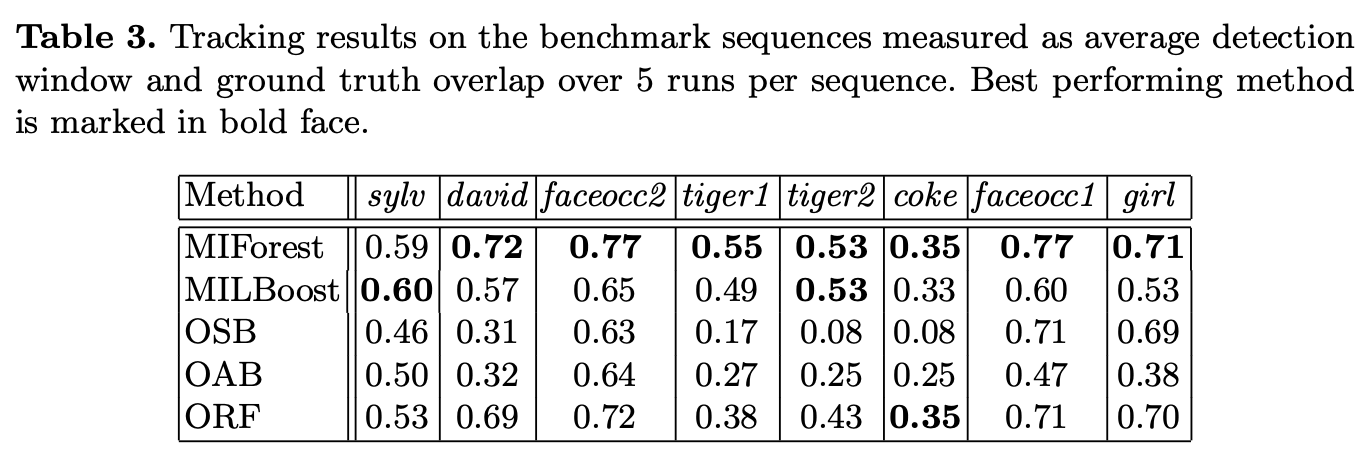 Table 3. Tracking results on the benchmark sequences measured as average detection
window and ground truth overlap over 5 runs per sequence. Best performing method
is marked in bold face.
Method sylv david faceocc2 tiger1 tiger2 coke faceocc1 girl
MIForest 0.59 0.72 0.77 0.55 0.53 0.35 0.77 0.71
MILBoost 0.60 0.57 0.65 0.49 0.53 0.33 0.60 0.53
OSB 0.46 0.31 0.63 0.17 0.08 0.08 0.71 0.69
OAB 0.50 0.32 0.64 0.27 0.25 0.25 0.47 0.38
ORF 0.53 0.69 0.72 0.38 0.43 0.35 0.71 0.70